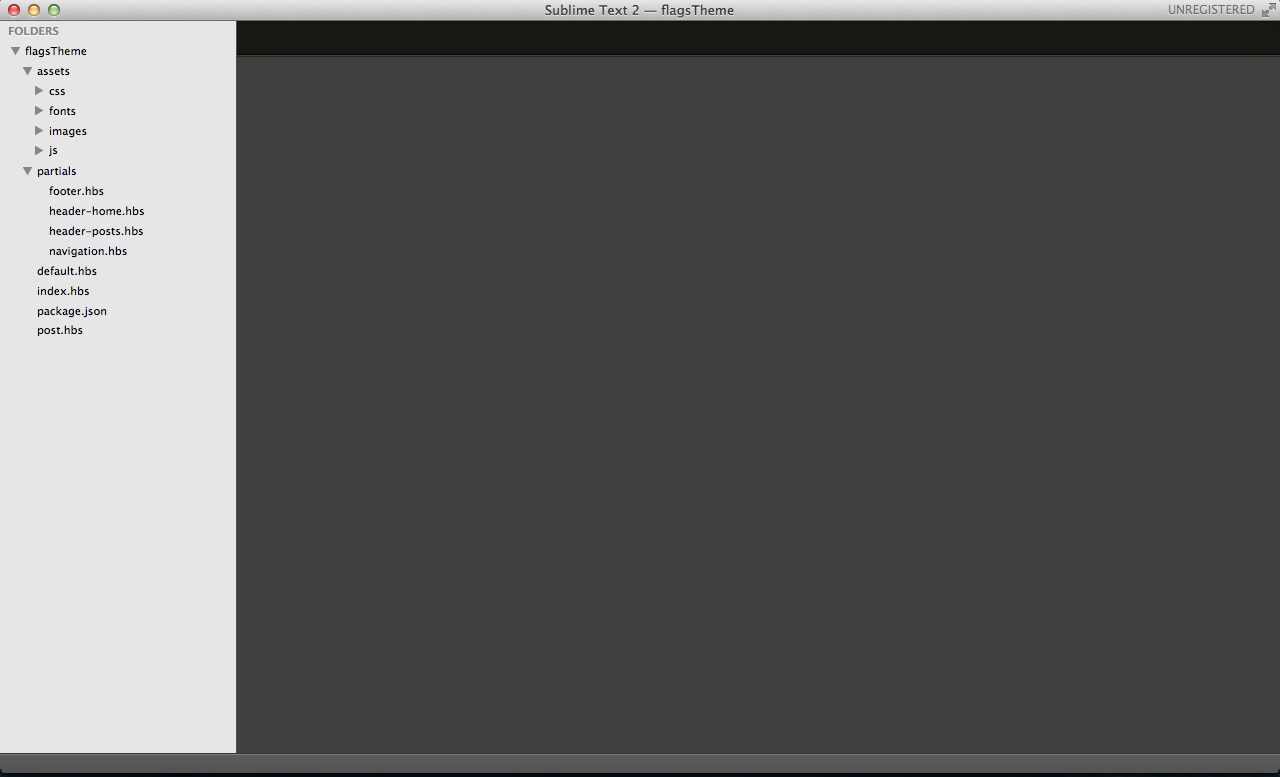 Sublime Text 2 — flagsTheme
UNREGISTERED
FOLDERS
flagsTheme
assets
css
fonts
images
js
partials
footer.hbs
header-home.hbs
header-posts.hbs
navigation.hbs
default.hbs
index.hbs
package.json
post.hbs